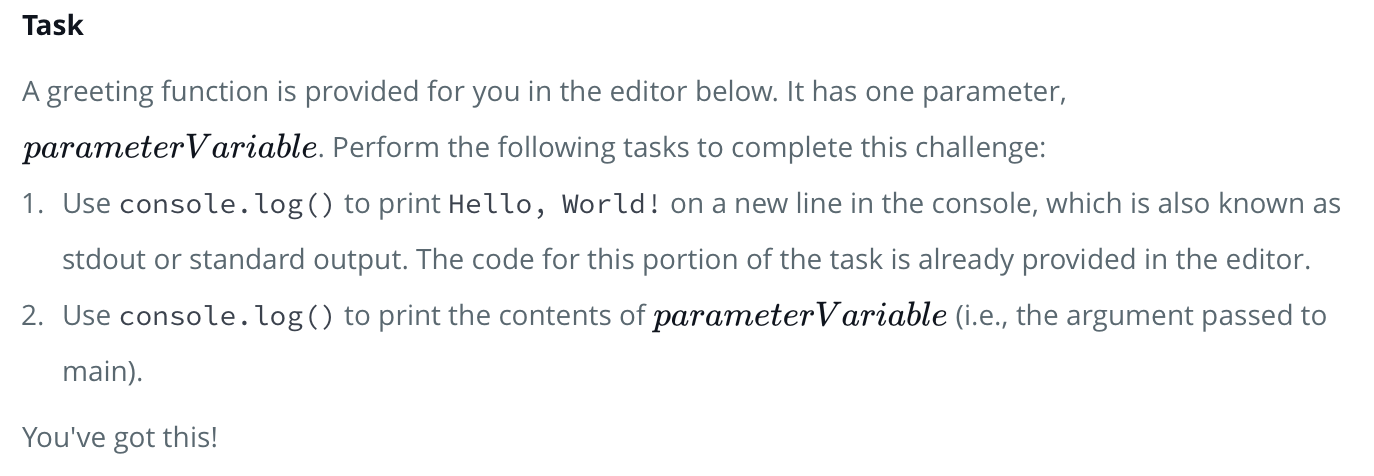 Task
A greeting function is provided for you in the editor below. It has one parameter,
parameterVariable. Perform the following tasks to complete this challenge:
1. Use console.log() to print Hello, World! on a new line in the console, which is also known as
stdout or standard output. The code for this portion of the task is already provided in the editor.
2. Use console.log() to print the contents of parameterVariable (i.e., the argument passed to
main).
You've got this!